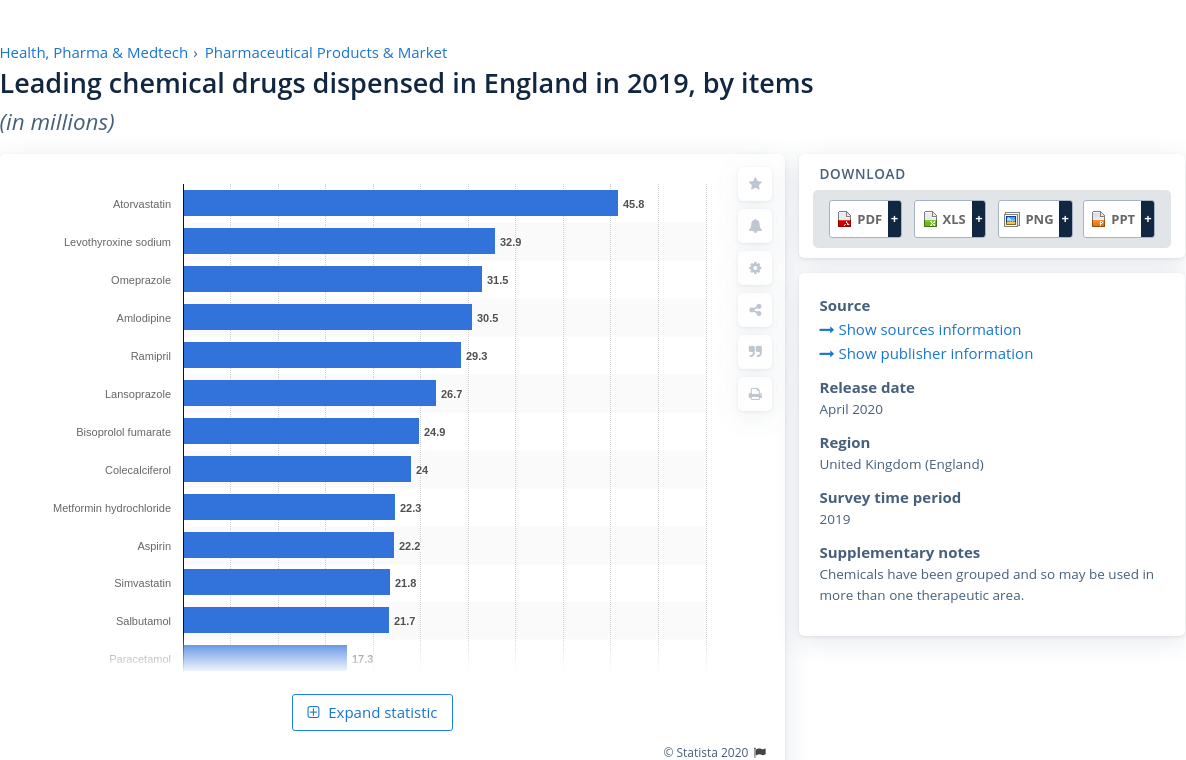 Health, Pharma & Medtech › Pharmaceutical Products & Market
Leading chemical drugs dispensed in England in 2019, by items
(in millions)
Atorvastatin 45.8
Levothyroxine sodium 32.9
Omeprazole 31.5
Amlodipine 30.5
Ramipril 29.3
Lansoprazole 26.7
Bisoprolol fumarate 24.9
Colecalciferol 24
Metformin hydrochloride 22.3
Aspirin 22.2
Simvastatin 21.8
Salbutamol 21.7
Paracetamol 17.3
Expand statistic
© Statista 2020
DOWNLOAD
PDF + XLS + PNG + PPT +
Source
Show sources information
Show publisher information
Release date
April 2020
Region
United Kingdom (England)
Survey time period
2019
Supplementary notes
Chemicals have been grouped and so may be used in
more than one therapeutic area.